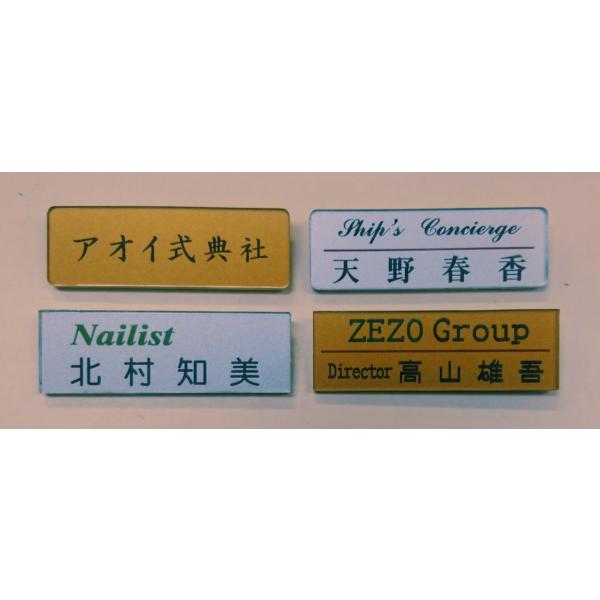 アオイ式典社
Ship's Concierge
天野春香
Nailist
北村知美
ZEZO Group
Director 高山雄吾